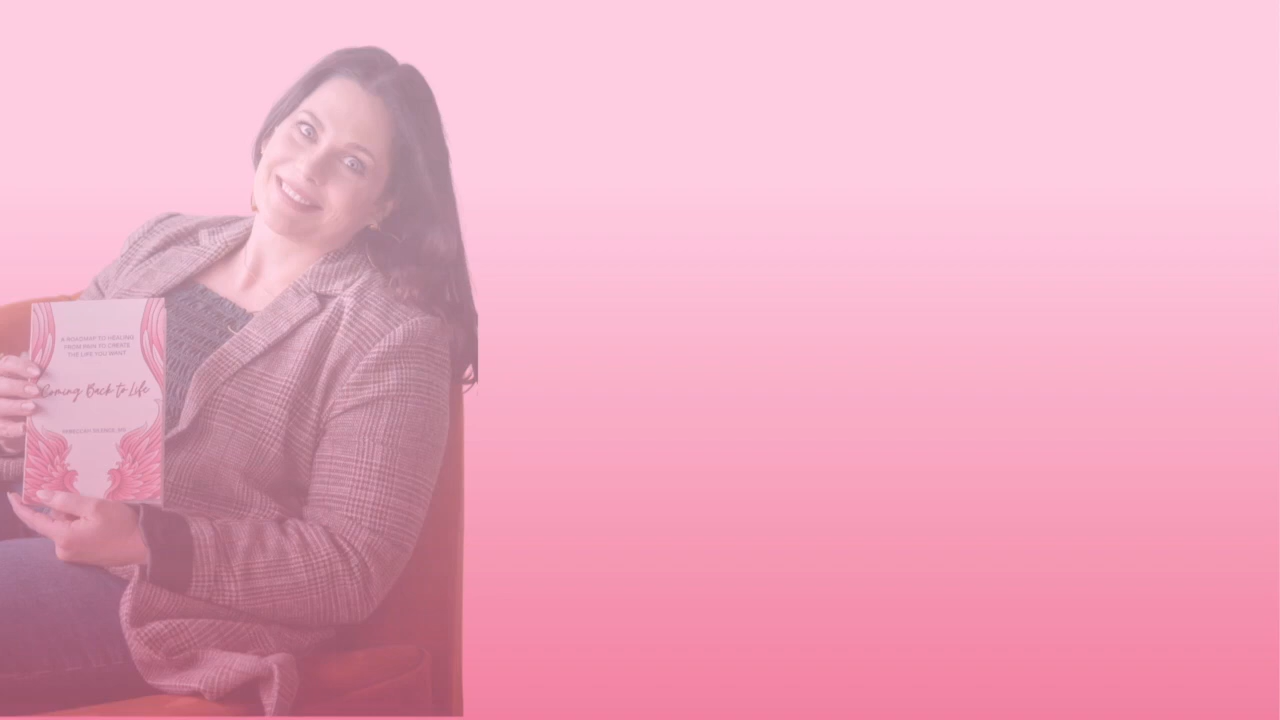 A ROADMAP TO HEALING
FROM PAIN TO CREATE
THE LIFE YOU WANT
Coming Back to Life